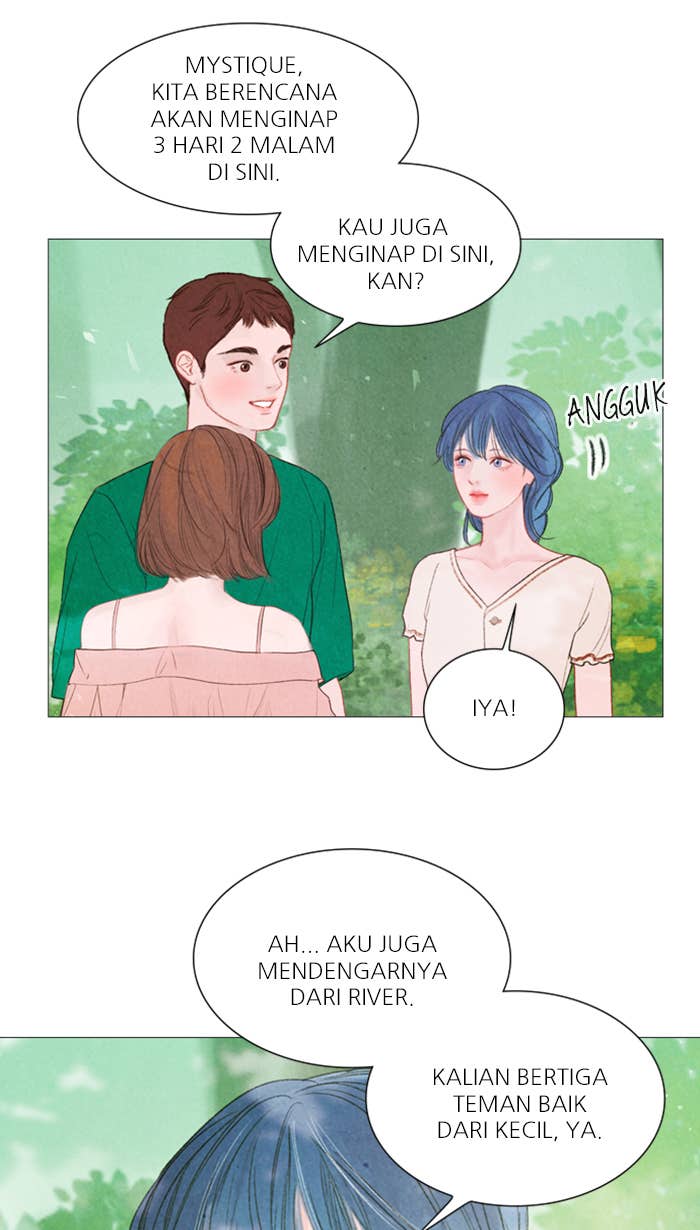 MYSTIQUE,
KITA BERENCANA
AKAN MENGINAP
3 HARI 2 MALAM
DI SINI.
KAU JUGA
MENGINAP DI SINI,
KAN?
ANGGUK
IYA!
AH... AKU JUGA
MENDENGARNYA
DARI RIVER.
KALIAN BERTIGA
TEMAN BAIK
DARI KECIL, YA.